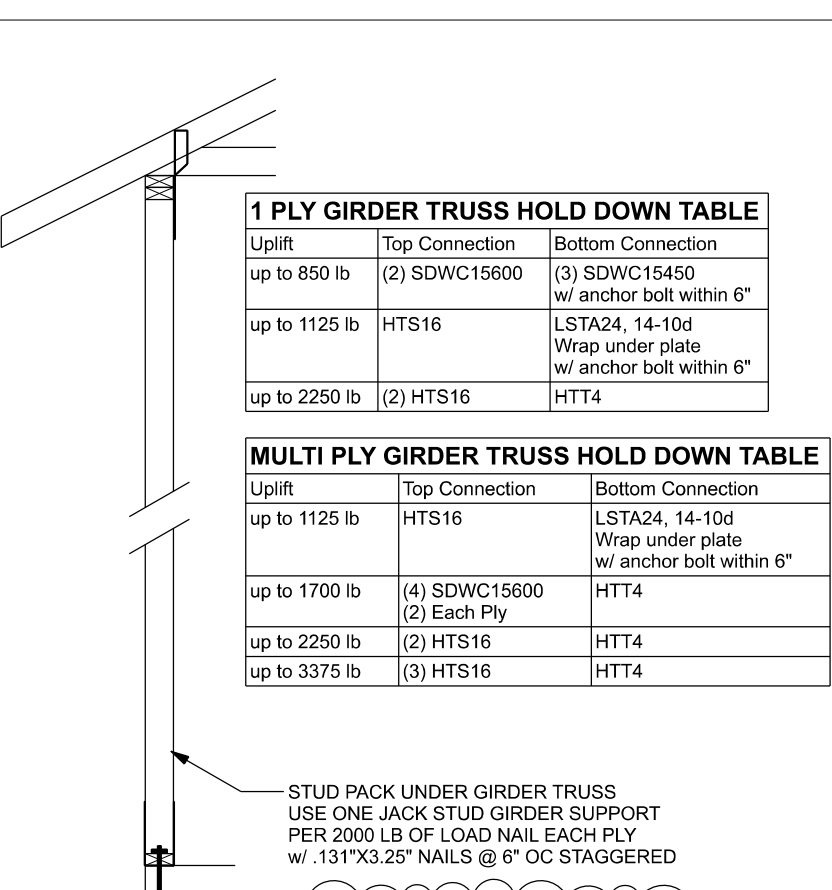 1 PLY GIRDER TRUSS HOLD DOWN TABLE
Uplift Top Connection Bottom Connection
up to 850 lb (2) SDWC15600 (3) SDWC15450
w/ anchor bolt within 6"
up to 1125 lb HTS16 LSTA24, 14-10d
Wrap under plate
w/ anchor bolt within 6"
up to 2250 lb (2) HTS16 HTT4
MULTI PLY GIRDER TRUSS HOLD DOWN TABLE
Uplift Top Connection Bottom Connection
up to 1125 lb HTS16 LSTA24, 14-10d
Wrap under plate
w/ anchor bolt within 6"
up to 1700 lb (4) SDWC15600 HTT4
(2) Each Ply
up to 2250 lb (2) HTS16 HTT4
up to 3375 lb (3) HTS16 HTT4
STUD PACK UNDER GIRDER TRUSS
USE ONE JACK STUD GIRDER SUPPORT
PER 2000 LB OF LOAD NAIL EACH PLY
w/ .131"X3.25" NAILS @ 6" OC STAGGERED